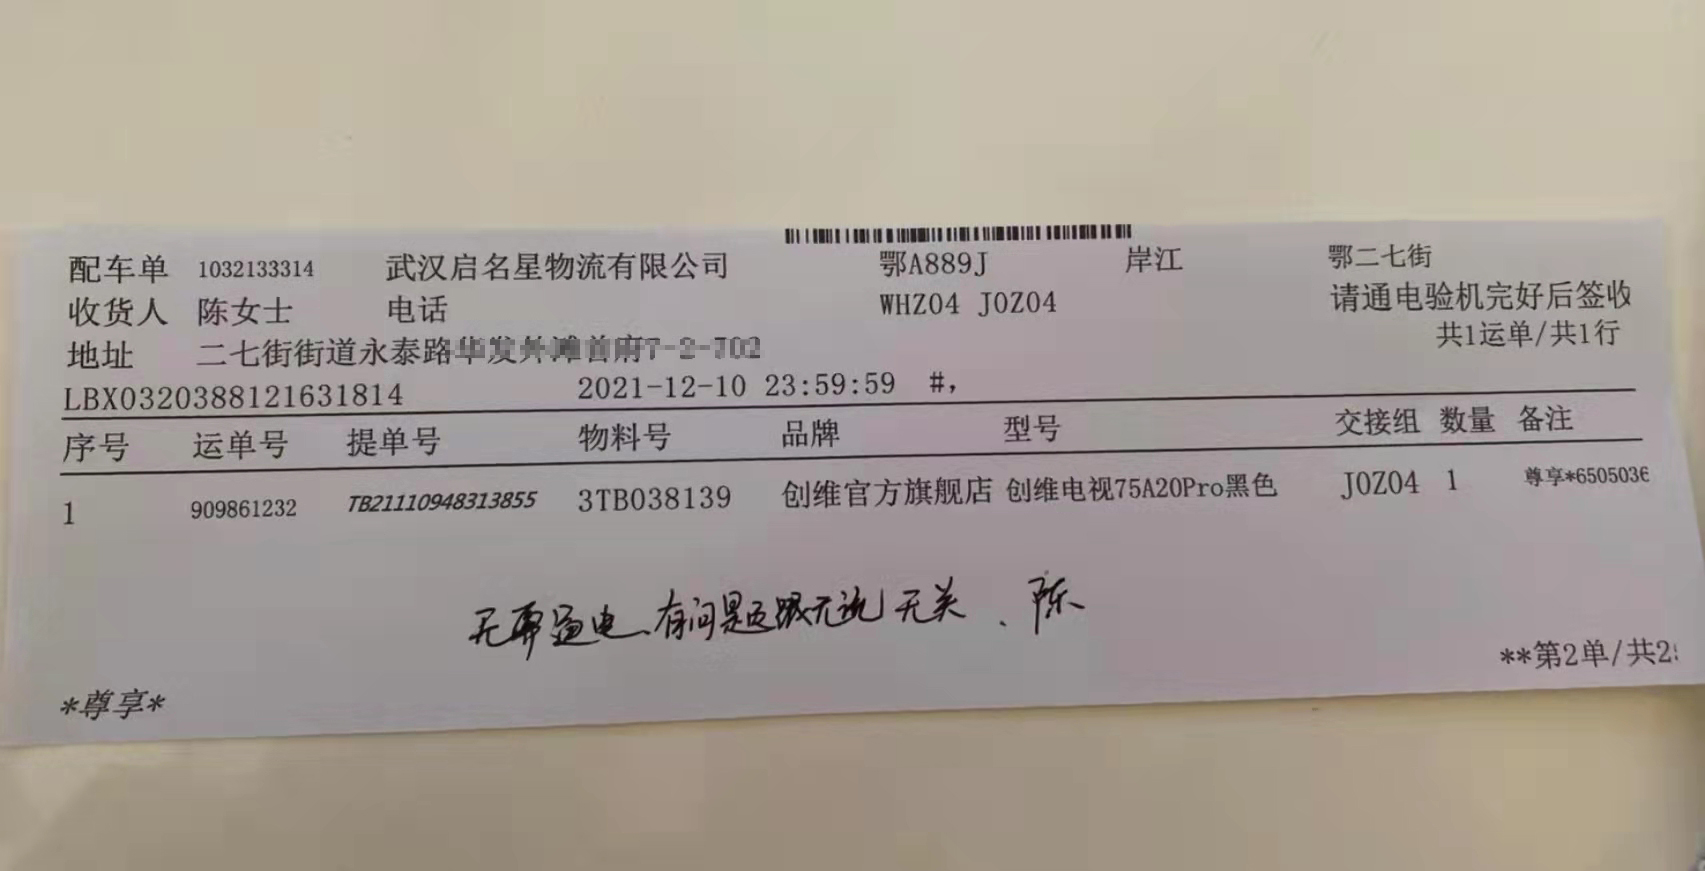 配车单 1032133314 武汉启名星物流有限公司 鄂A889J 岸江 鄂二七街
收货人 陈女士 电话 WHZ04 J0Z04 请通电验机完好后签收
地址 二七街街道永泰路 共1运单/共1行
LBX0320388121631814 2021-12-10 23:59:59 #,
序号 运单号 提单号 物料号 品牌 型号 交接组 数量 备注
1 909861232 TB21110948313855 3TB038139 创维官方旗舰店 创维电视75A20Pro黑色 J0Z04 1 尊享*6505036
无需通电、有问题跟无流无关、陈
**第2单/共2
*尊享*